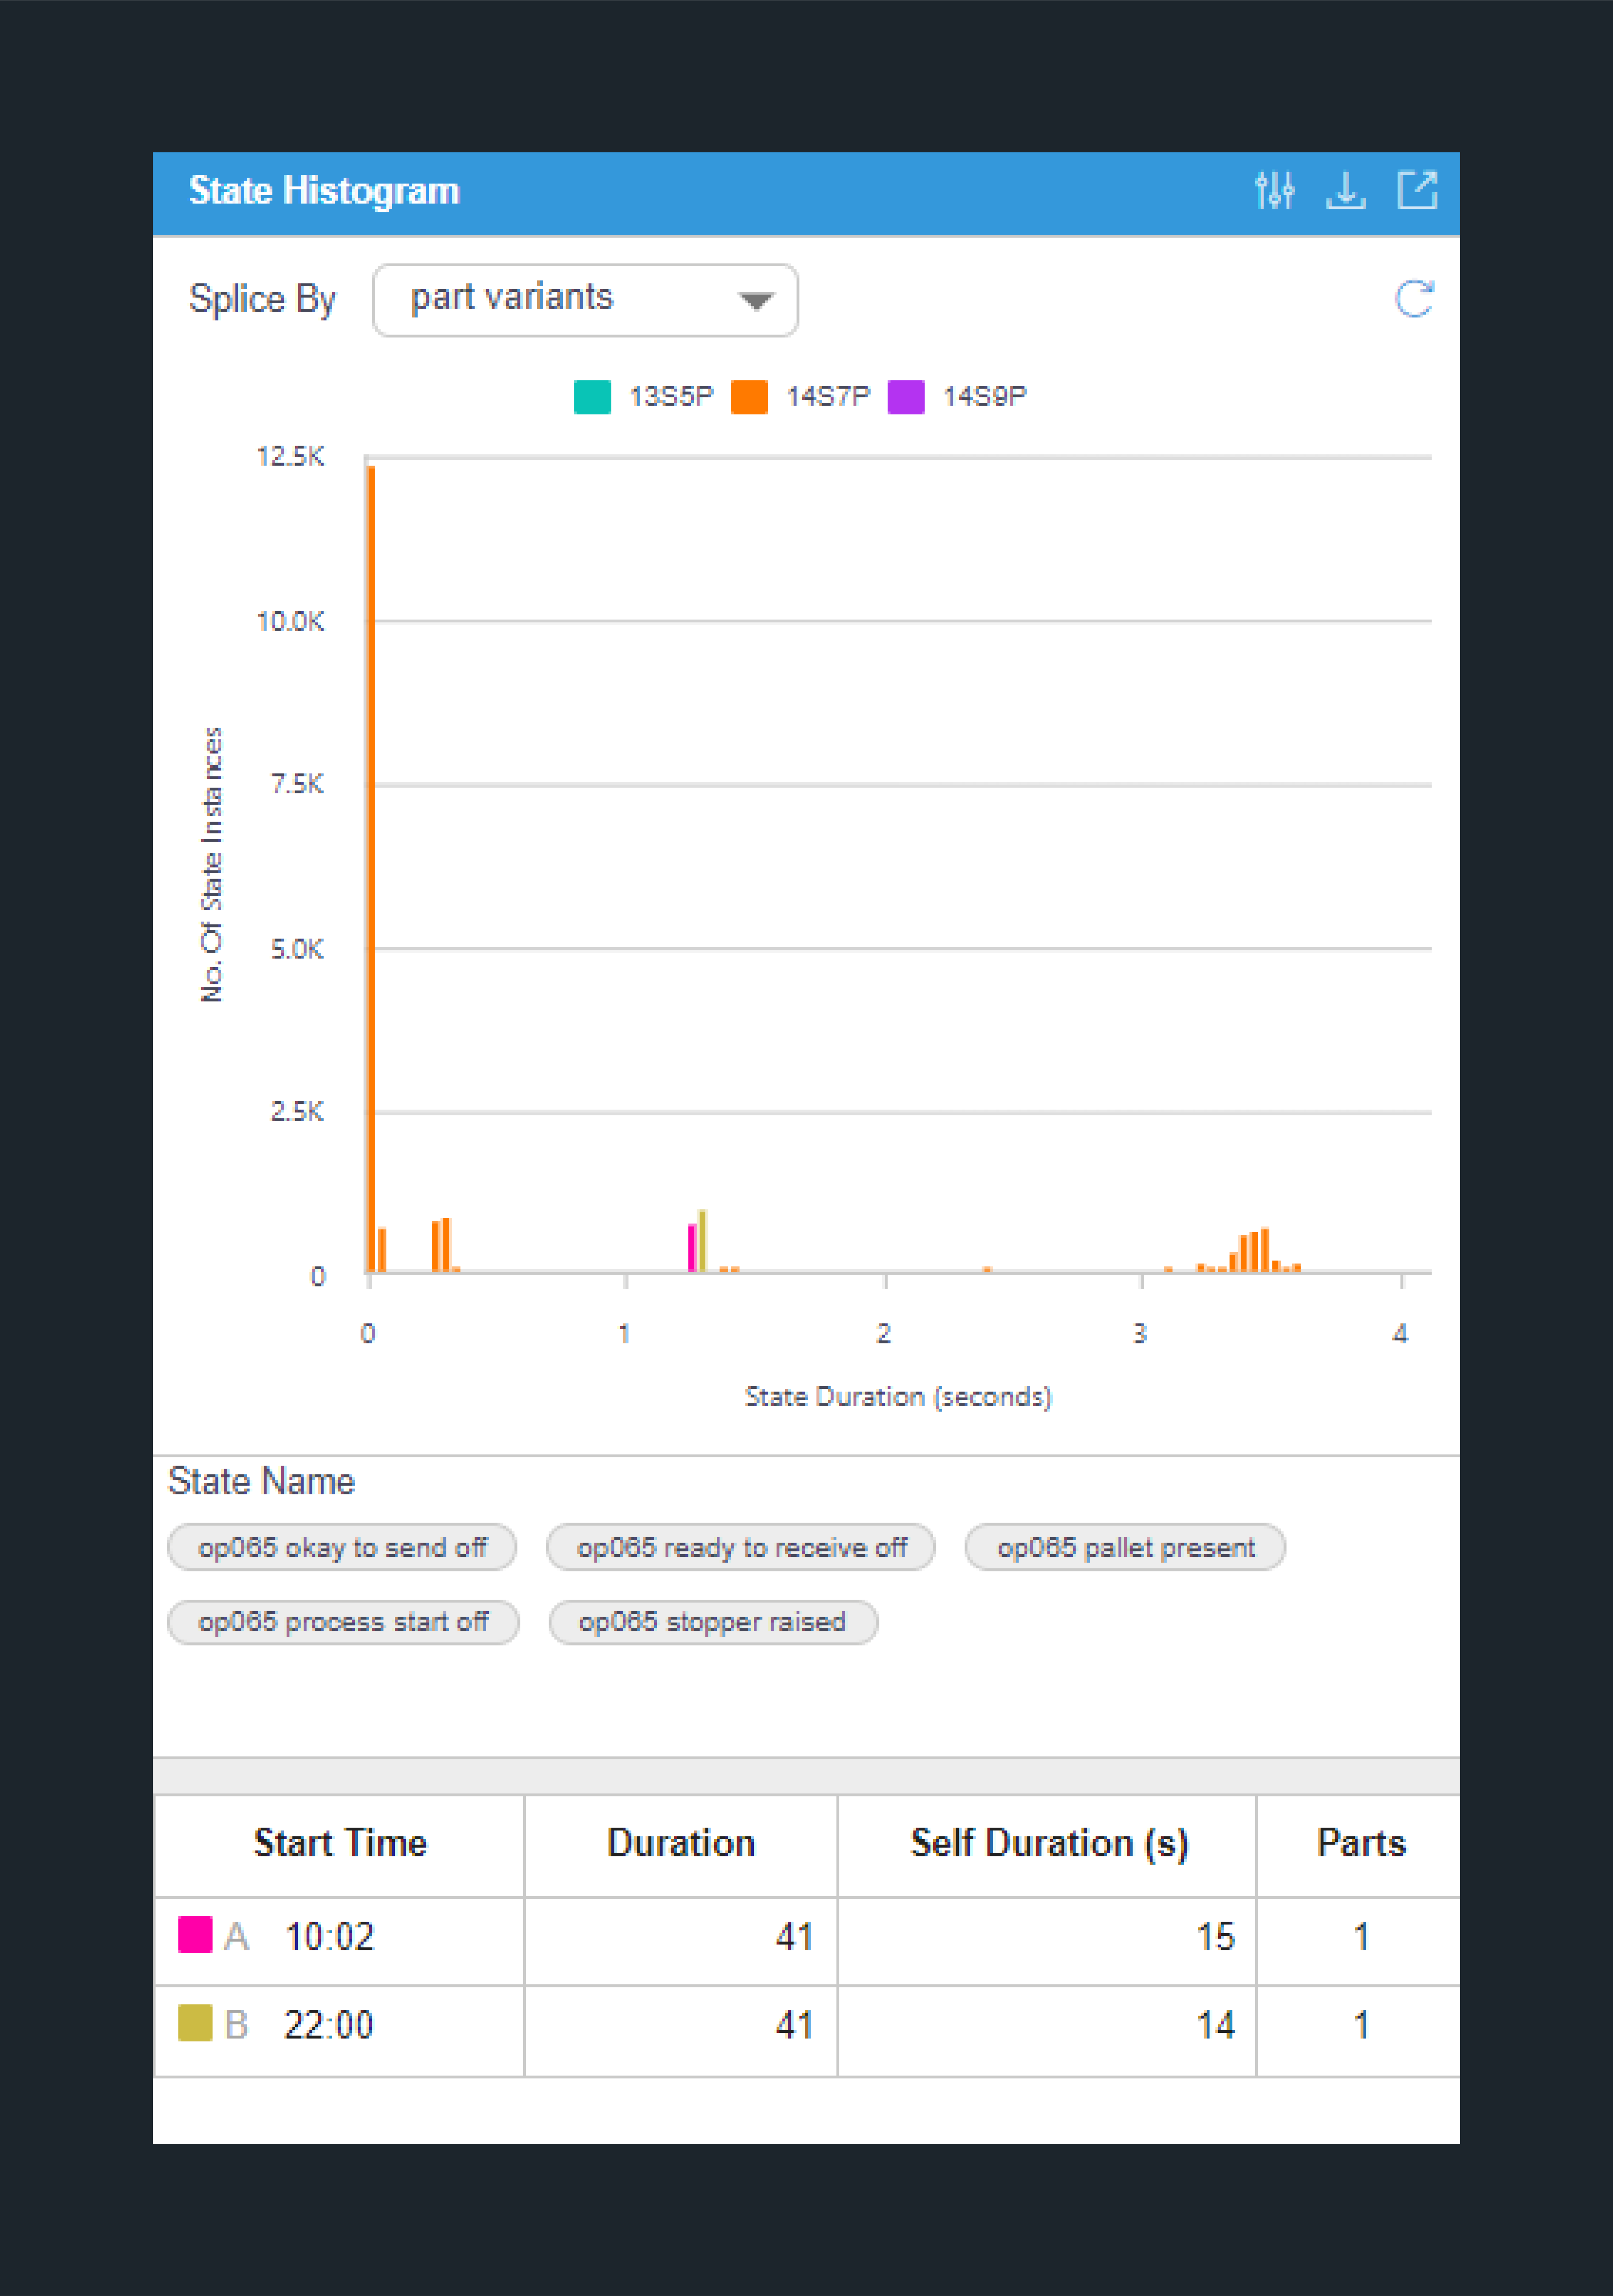 State Histogram
Splice By part variants
13S5P 14S7P 14S9P
12.5K
10.0K
7.5K
5.0K
2.5K
0
No. Of State Instances
0 1 2 3 4
State Duration (seconds)
State Name
op065 okay to send off op065 ready to receive off op065 pallet present
op065 process start off op065 stopper raised
Start Time Duration Self Duration (s) Parts
A 10:02 41 15 1
B 22:00 41 14 1